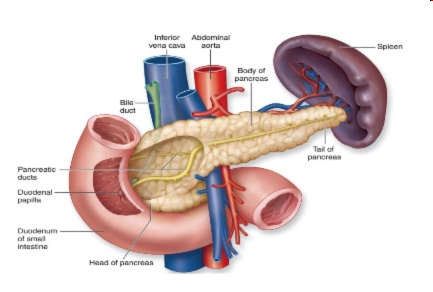 Inferior
vena cava
Abdominal
aorta
Spleen
Body of
pancreas
Bile
duct
Tail of
pancreas
Pancreatic
ducts
Duodenal
papilla
Duodenum
of small
intestine
Head of pancreas